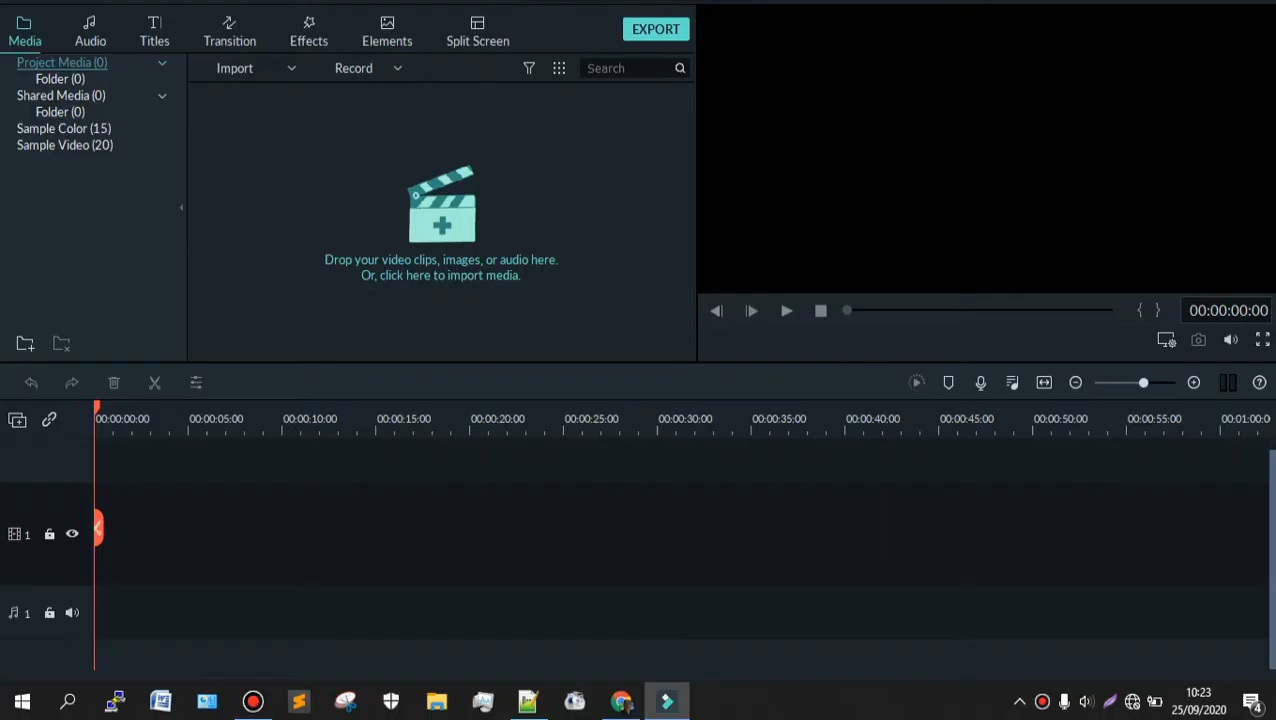 Media
Audio
Titles
Transition
Effects
Elements
Split Screen
EXPORT
Project Media (0)
Folder (0)
Shared Media (0)
Folder (0)
Sample Color (15)
Sample Video (20)
Import
Record
Search
Drop your video clips, images, or audio here.
Or, click here to import media.
{ }
00:00:00:00
00:00:00:00
00:00:05:00
00:00:10:00
00:00:15:00
00:00:20:00
00:00:25:00
00:00:30:00
00:00:35:00
00:00:40:00
00:00:45:00
00:00:50:00
00:00:55:00
00:01:00:0
1
1
10:23
25/09/2020
4